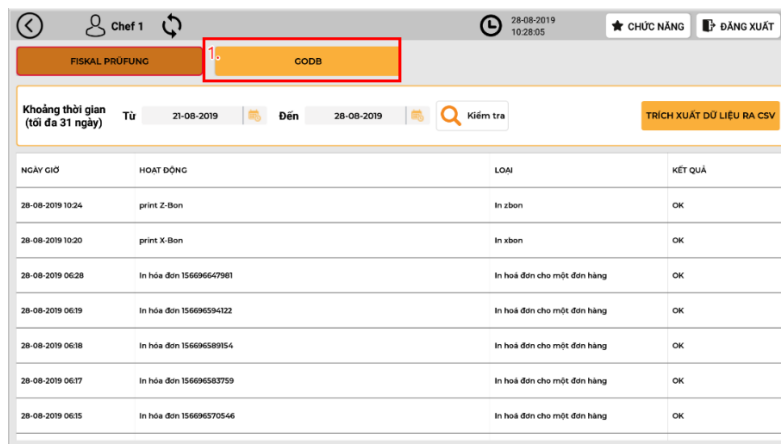 Chef 1
28-08-2019
10:28:05
CHỨC NĂNG
ĐĂNG XUẤT
FISKAL PRÜFUNG
1.
GODB
Khoảng thời gian
(tối đa 31 ngày)
Từ
21-08-2019
Đến
28-08-2019
Kiểm tra
TRÍCH XUẤT DỮ LIỆU RA CSV
NGÀY GIỜ HOẠT ĐỘNG LOẠI KẾT QUẢ
28-08-2019 10:24 print Z-Bon In zbon OK
28-08-2019 10:20 print X-Bon In xbon OK
28-08-2019 06:28 In hóa đơn 156696647981 In hoá đơn cho một đơn hàng OK
28-08-2019 06:19 In hóa đơn 156696594122 In hoá đơn cho một đơn hàng OK
28-08-2019 06:18 In hóa đơn 156696589154 In hoá đơn cho một đơn hàng OK
28-08-2019 06:17 In hóa đơn 156696583759 In hoá đơn cho một đơn hàng OK
28-08-2019 06:15 In hóa đơn 156696570546 In hoá đơn cho một đơn hàng OK